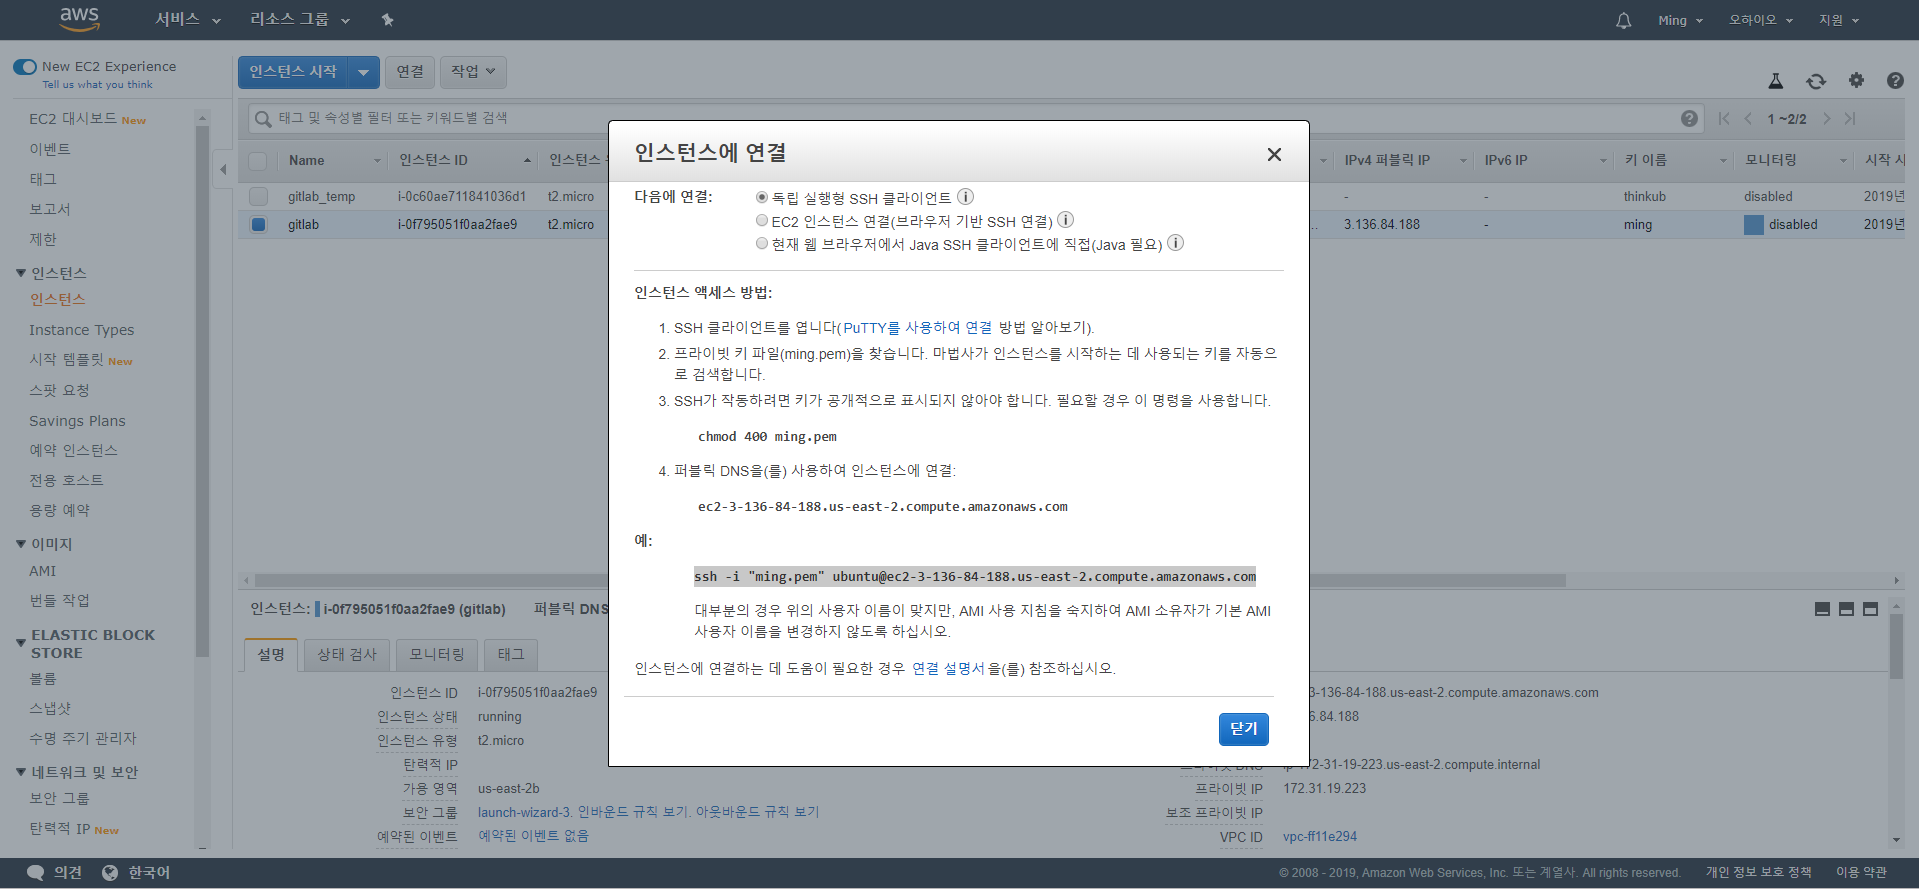 aws
서비스
리소스 그룹
Ming
오하이오
지원
New EC2 Experience
Tell us what you think
EC2 대시보드 New
이벤트
태그
보고서
제한
인스턴스
인스턴스
Instance Types
시작 템플릿 New
스팟 요청
Savings Plans
예약 인스턴스
전용 호스트
용량 예약
이미지
AMI
번들 작업
ELASTIC BLOCK
STORE
볼륨
스냅샷
수명 주기 관리자
네트워크 및 보안
보안 그룹
탄력적 IP New
인스턴스 시작
연결
작업
태그 및 속성별 필터 또는 키워드별 검색
1 ~2/2
Name
인스턴스 ID
인스턴스
IPv4 퍼블릭 IP
IPv6 IP
키 이름
모니터링
시작 시
gitlab_temp
i-0c60ae711841036d1
t2.micro
-
-
thinkub
disabled
2019년
gitlab
i-0f795051f0aa2fae9
t2.micro
3.136.84.188
-
ming
disabled
2019년
인스턴스에 연결
다음에 연결:
독립 실행형 SSH 클라이언트
EC2 인스턴스 연결(브라우저 기반 SSH 연결)
현재 웹 브라우저에서 Java SSH 클라이언트에 직접(Java 필요)
인스턴스 액세스 방법:
1. SSH 클라이언트를 엽니다(PuTTY를 사용하여 연결 방법 알아보기).
2. 프라이빗 키 파일(ming.pem)을 찾습니다. 마법사가 인스턴스를 시작하는 데 사용되는 키를 자동으
로 검색합니다.
3. SSH가 작동하려면 키가 공개적으로 표시되지 않아야 합니다. 필요할 경우 이 명령을 사용합니다.
chmod 400 ming.pem
4. 퍼블릭 DNS을(를) 사용하여 인스턴스에 연결:
ec2-3-136-84-188.us-east-2.compute.amazonaws.com
예:
ssh -i "ming.pem" ubuntu@ec2-3-136-84-188.us-east-2.compute.amazonaws.com
대부분의 경우 위의 사용자 이름이 맞지만, AMI 사용 지침을 숙지하여 AMI 소유자가 기본 AMI
사용자 이름을 변경하지 않도록 하십시오.
인스턴스에 연결하는 데 도움이 필요한 경우 연결 설명서을(를) 참조하십시오.
닫기
인스턴스: i-0f795051f0aa2fae9 (gitlab)
퍼블릭 DNS
설명
상태 검사
모니터링
태그
인스턴스 ID i-0f795051f0aa2fae9
3-136-84-188.us-east-2.compute.amazonaws.com
인스턴스 상태 running
6.84.188
인스턴스 유형 t2.micro
탄력적 IP
ip-172-31-19-223.us-east-2.compute.internal
가용 영역 us-east-2b
프라이빗 IP 172.31.19.223
보안 그룹 launch-wizard-3. 인바운드 규칙 보기. 아웃바운드 규칙 보기
보조 프라이빗 IP
예약된 이벤트 예약된 이벤트 없음
VPC ID vpc-ff11e294
의견
한국어
© 2008 - 2019, Amazon Web Services, Inc. 또는 계열사. All rights reserved.
개인 정보 보호 정책
이용 약관